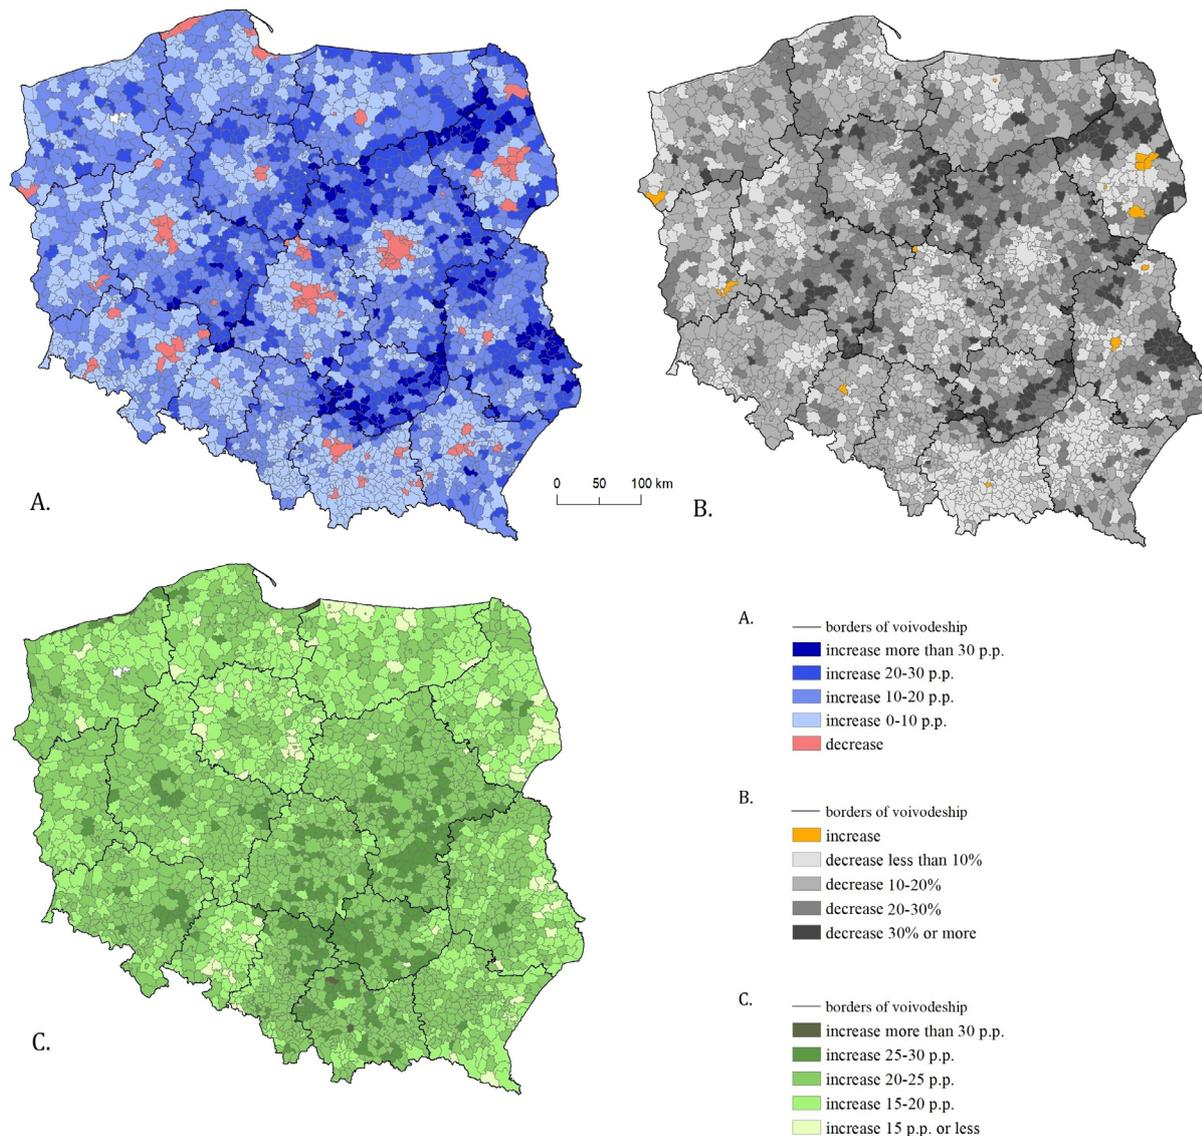 A.
0 50 100 km
B.
C.
A.
borders of voivodeship
increase more than 30 p.p.
increase 20-30 p.p.
increase 10-20 p.p.
increase 0-10 p.p.
decrease
B.
borders of voivodeship
increase
decrease less than 10%
decrease 10-20%
decrease 20-30%
decrease 30% or more
C.
borders of voivodeship
increase more than 30 p.p.
increase 25-30 p.p.
increase 20-25 p.p.
increase 15-20 p.p.
increase 15 p.p. or less